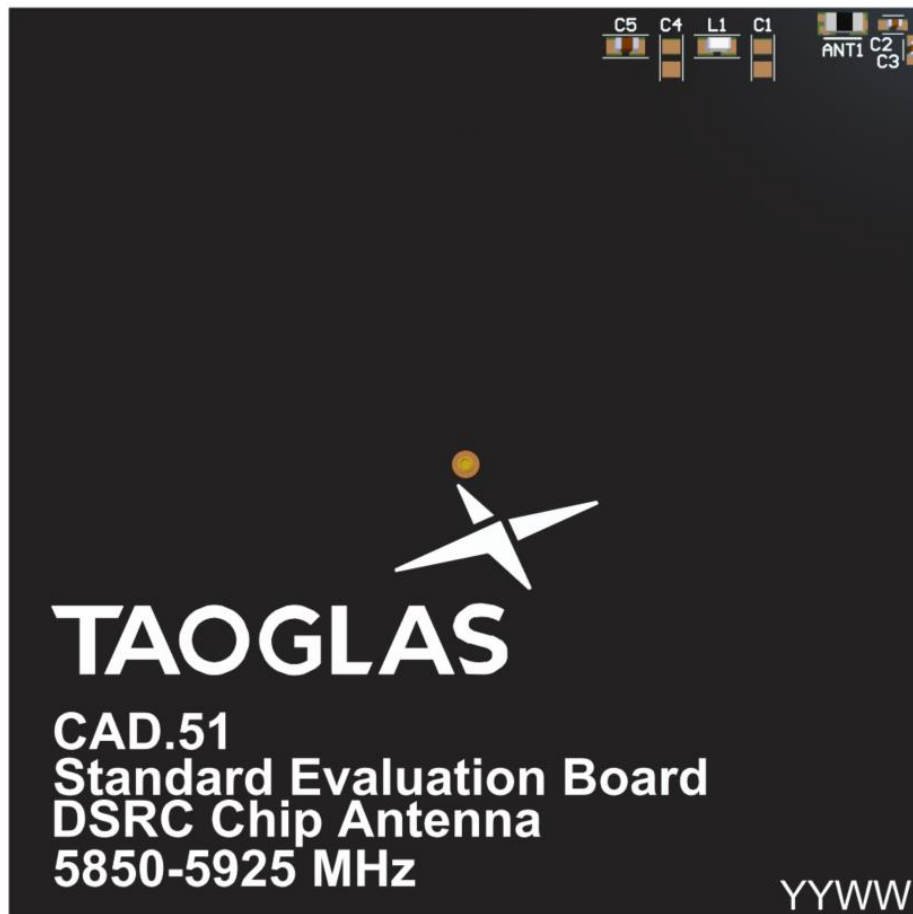 C5 C4 L1 C1
ANT1 C2
C3
TAOGLAS
CAD.51
Standard Evaluation Board
DSRC Chip Antenna
5850-5925 MHz
YYWW